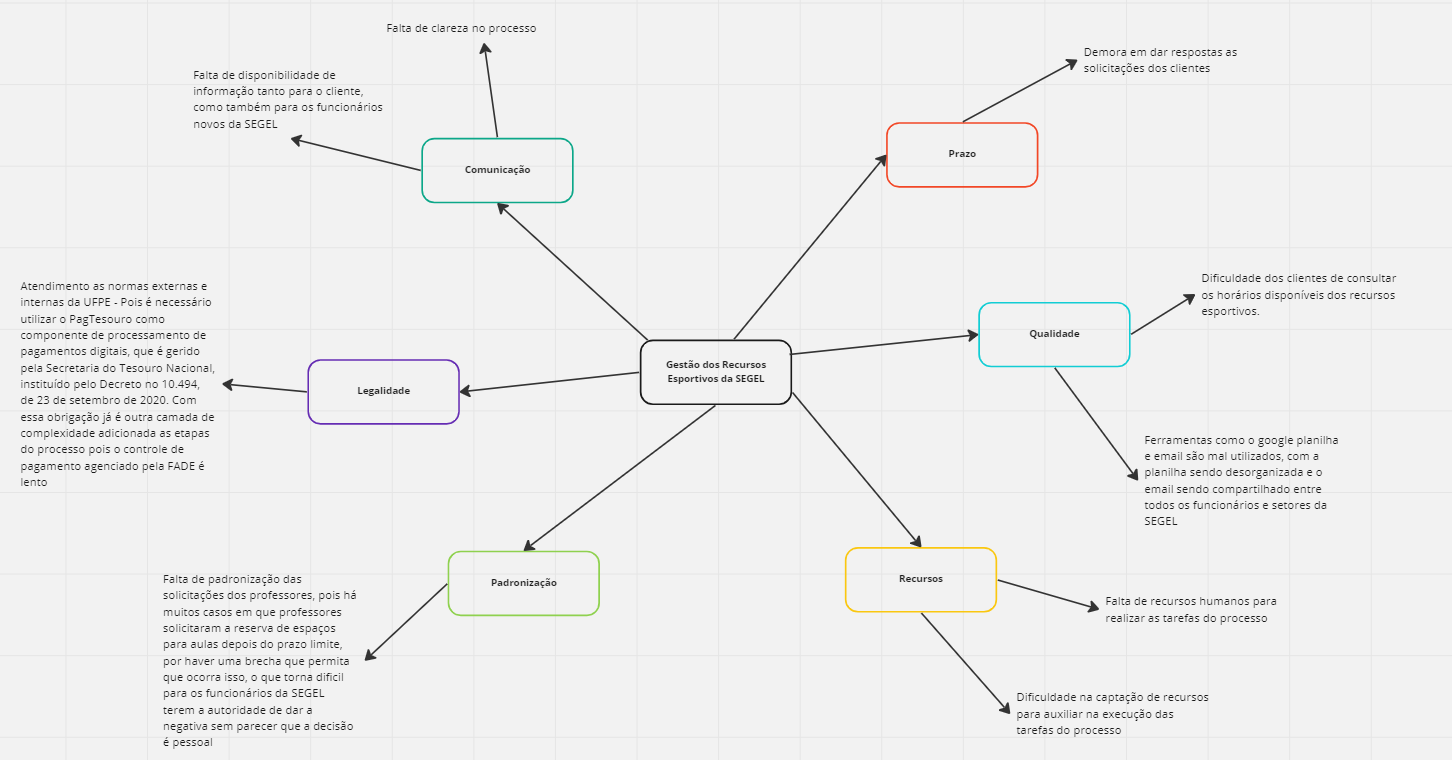 Falta de clareza no processo
Falta de disponibilidade de
informação tanto para o cliente,
como também para os funcionários
novos da SEGEL
Comunicação
Demora em dar respostas as
solicitações dos clientes
Prazo
Atendimento as normas externas e
internas da UFPE - Pois é necessário
utilizar o PagTesouro como
componente de processamento de
pagamentos digitais, que é gerido
pela Secretaria do Tesouro Nacional,
instituído pelo Decreto no 10.494,
de 23 de setembro de 2020. Com
essa obrigação já é outra camada de
complexidade adicionada as etapas
do processo pois o controle de
pagamento agenciado pela FADE é
lento
Legalidade
Gestão dos Recursos
Esportivos da SEGEL
Qualidade
Dificuldade dos clientes de consultar
os horários disponíveis dos recursos
esportivos.
Ferramentas como o google planilha
e email são mal utilizados, com a
planilha sendo desorganizada e o
email sendo compartilhado entre
todos os funcionários e setores da
SEGEL
Padronização
Falta de padronização das
solicitações dos professores, pois há
muitos casos em que professores
solicitaram a reserva de espaços
para aulas depois do prazo limite,
por haver uma brecha que permita
que ocorra isso, o que torna dificil
para os funcionários da SEGEL
terem a autoridade de dar a
negativa sem parecer que a decisão
é pessoal
Recursos
Falta de recursos humanos para
realizar as tarefas do processo
Dificuldade na captação de recursos
para auxiliar na execução das
tarefas do processo